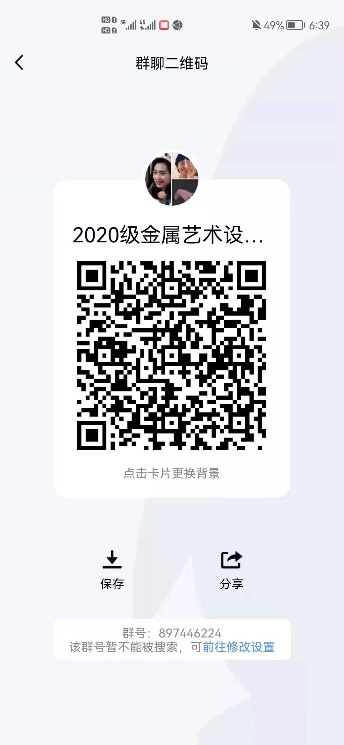 49% 6:39
群聊二维码
2020级金属艺术设...
点击卡片更换背景
保存
分享
群号：897446224
该群号暂不能被搜索，可前往修改设置